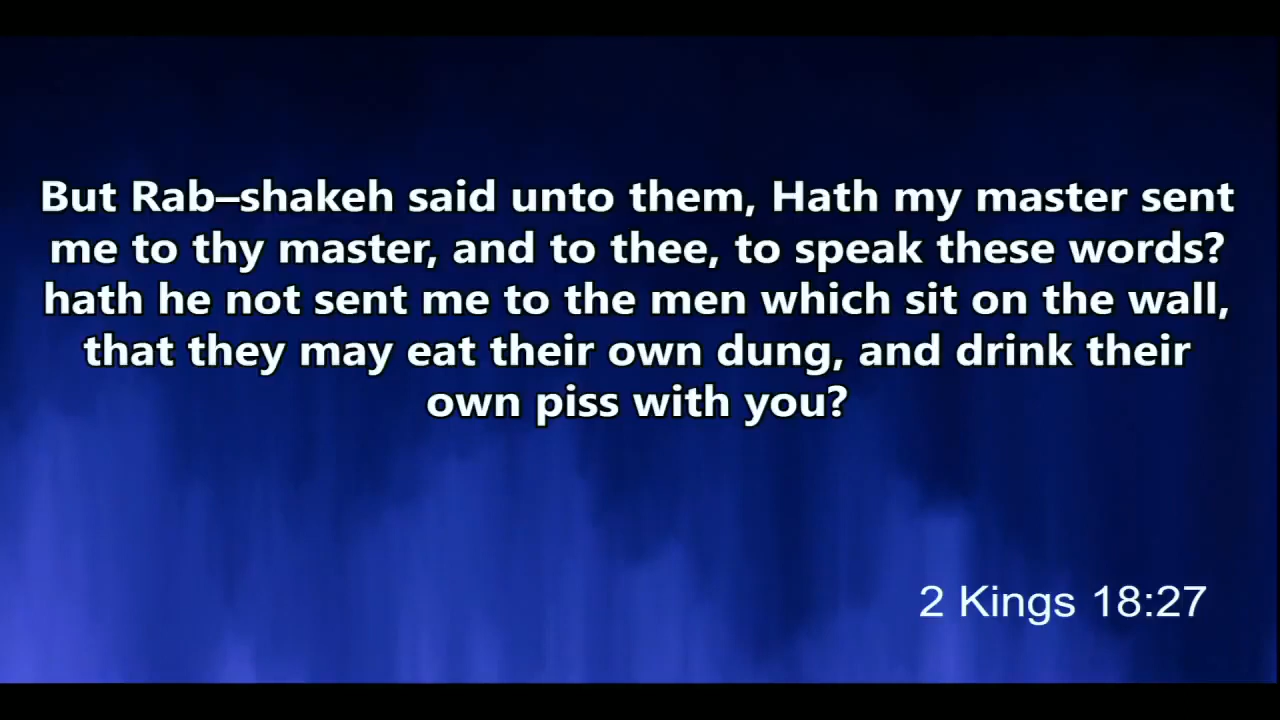 But Rab–shakeh said unto them, Hath my master sent
me to thy master, and to thee, to speak these words?
hath he not sent me to the men which sit on the wall,
that they may eat their own dung, and drink their
own piss with you?
2 Kings 18:27